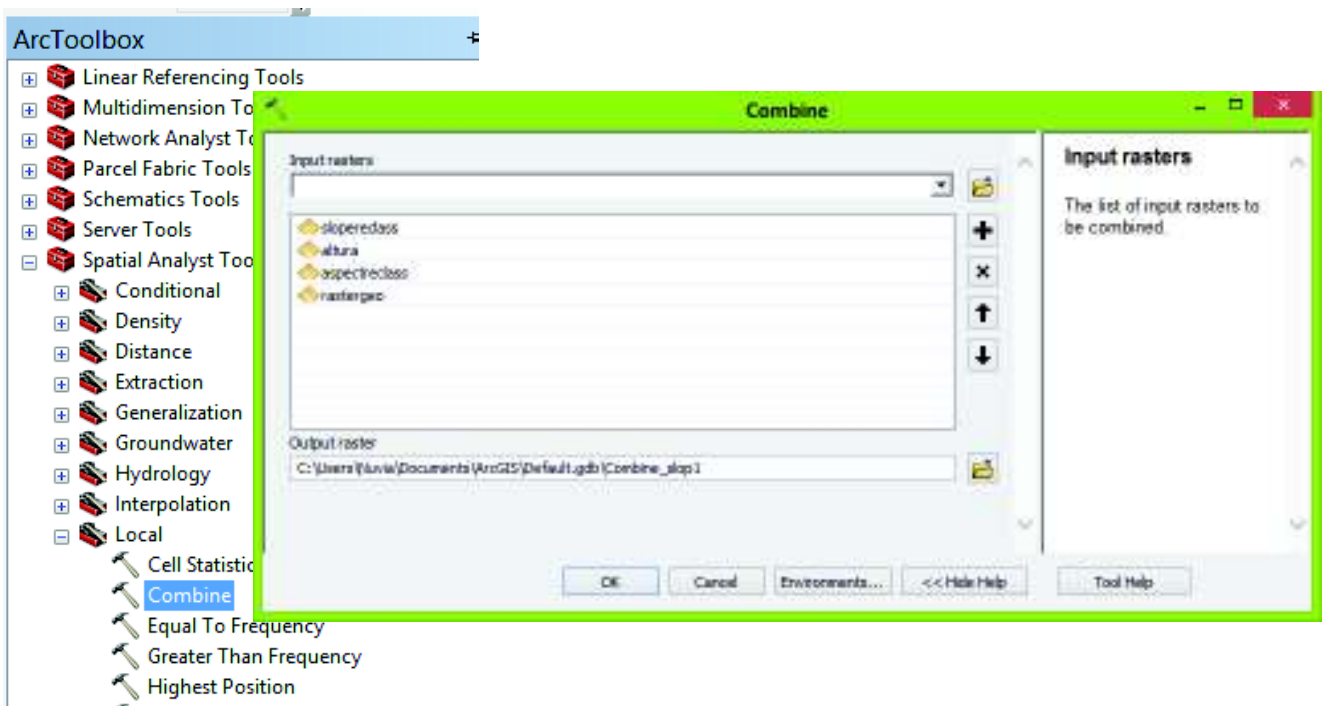 ArcToolbox
Linear Referencing Tools
Multidimension To
Network Analyst To
Parcel Fabric Tools
Schematics Tools
Server Tools
Spatial Analyst Too
Conditional
Density
Distance
Extraction
Generalization
Groundwater
Hydrology
Interpolation
Local
Cell Statistic
Combine
Equal To Frequency
Greater Than Frequency
Highest Position
Combine
Input rasters
slopereclass
altura
aspectreclass
rastergeo
Output raster
C:\Users\Nuvia\Documents\ArcGIS\Default.gdb\Combine_slop1
OK
Cancel
Environments...
<< Hide Help
Input rasters
The list of input rasters to
be combined.
Tool Help